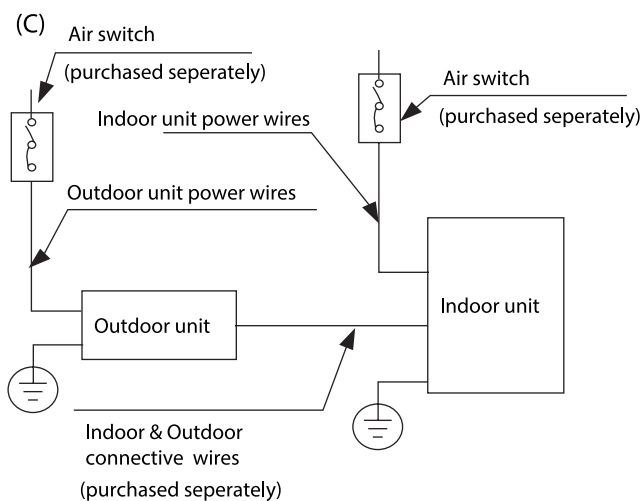 (C)
Air switch
(purchased seperately)
Air switch
(purchased seperately)
Indoor unit power wires
Outdoor unit power wires
Outdoor unit
Indoor unit
Indoor & Outdoor
connective wires
(purchased seperately)